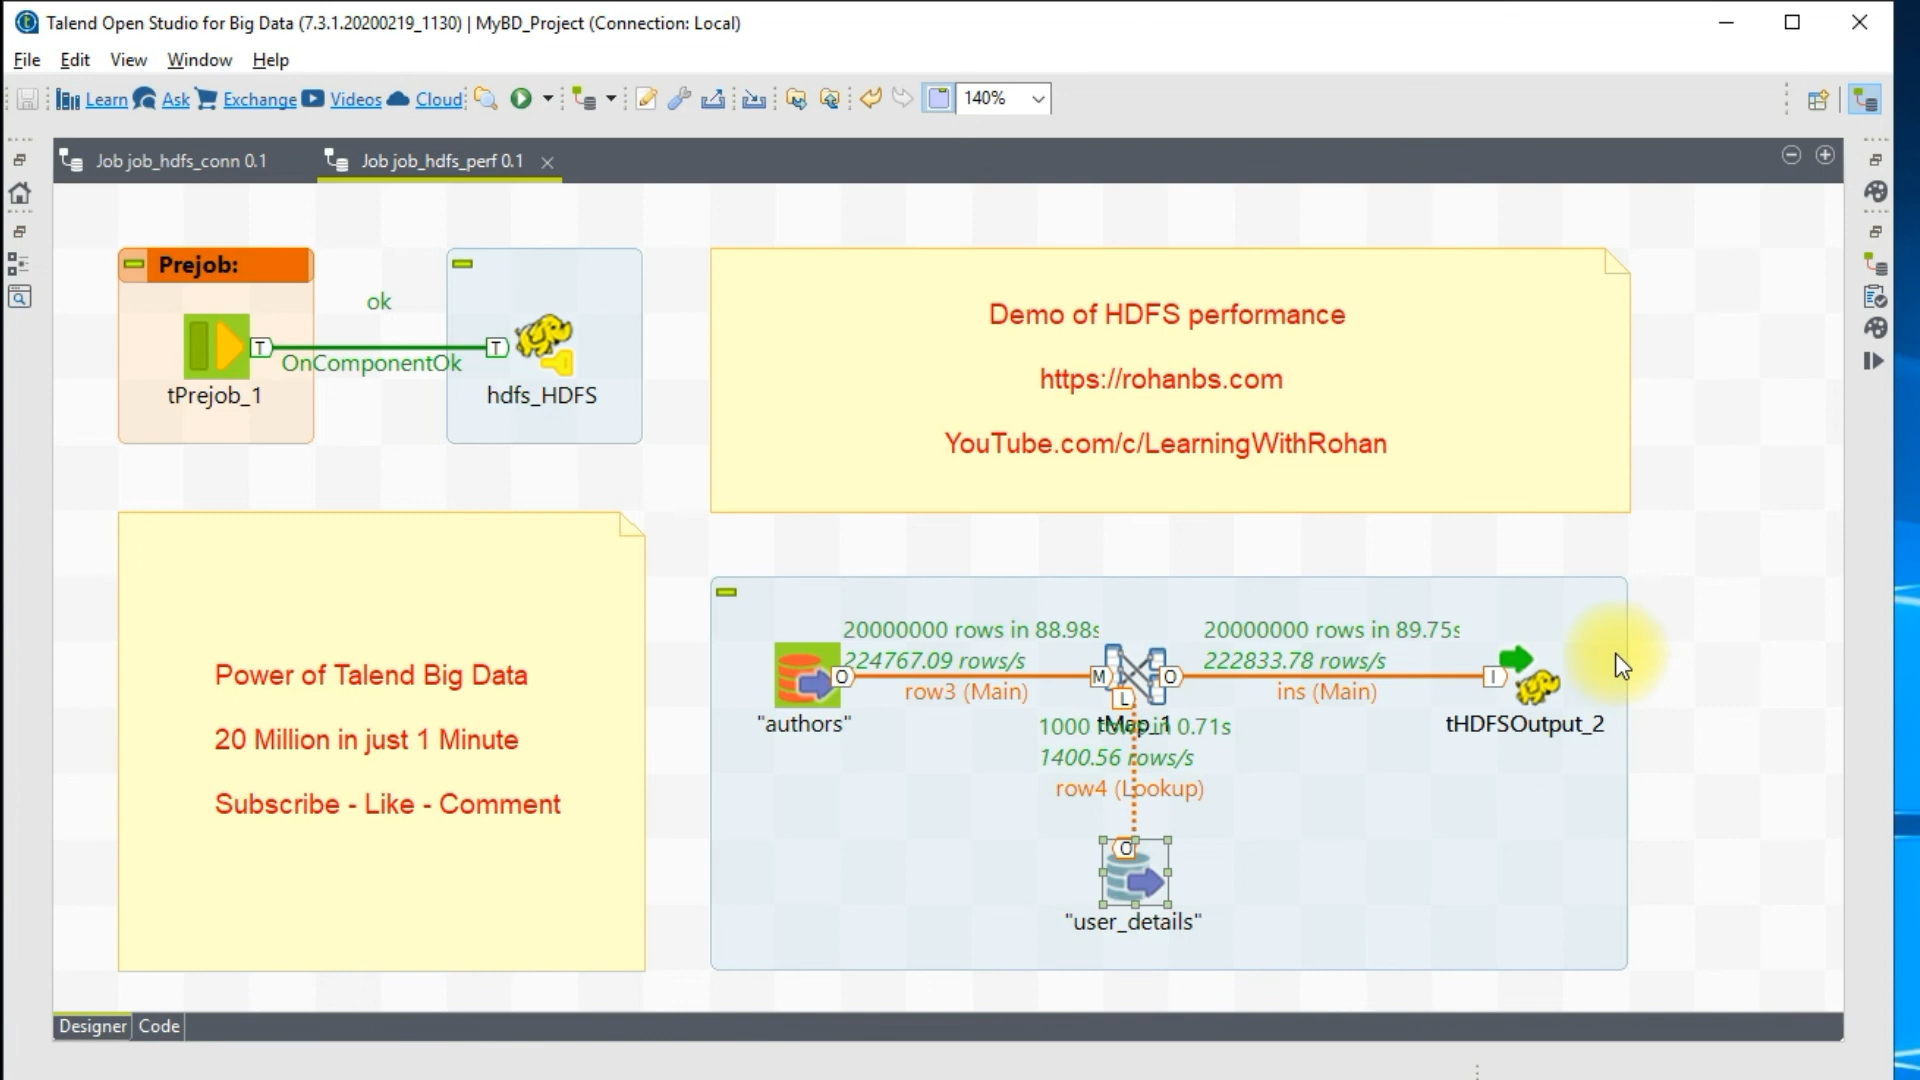 Talend Open Studio for Big Data (7.3.1.20200219_1130) | MyBD_Project (Connection: Local)
File Edit View Window Help
Learn Ask Exchange Videos Cloud 140%
Job job_hdfs_conn 0.1 Job job_hdfs_perf 0.1
Prejob:
ok
T T
OnComponentOk
tPrejob_1 hdfs_HDFS
Demo of HDFS performance
https://rohanbs.com
YouTube.com/c/LearningWithRohan
Power of Talend Big Data
20 Million in just 1 Minute
Subscribe - Like - Comment
20000000 rows in 88.98s 20000000 rows in 89.75s
224767.09 rows/s 222833.78 rows/s
O M O I
row3 (Main) ins (Main)
L
"authors" tMap_1 tHDFSOutput_2
1000 rows in 0.71s
1400.56 rows/s
row4 (Lookup)
O
"user_details"
Designer Code